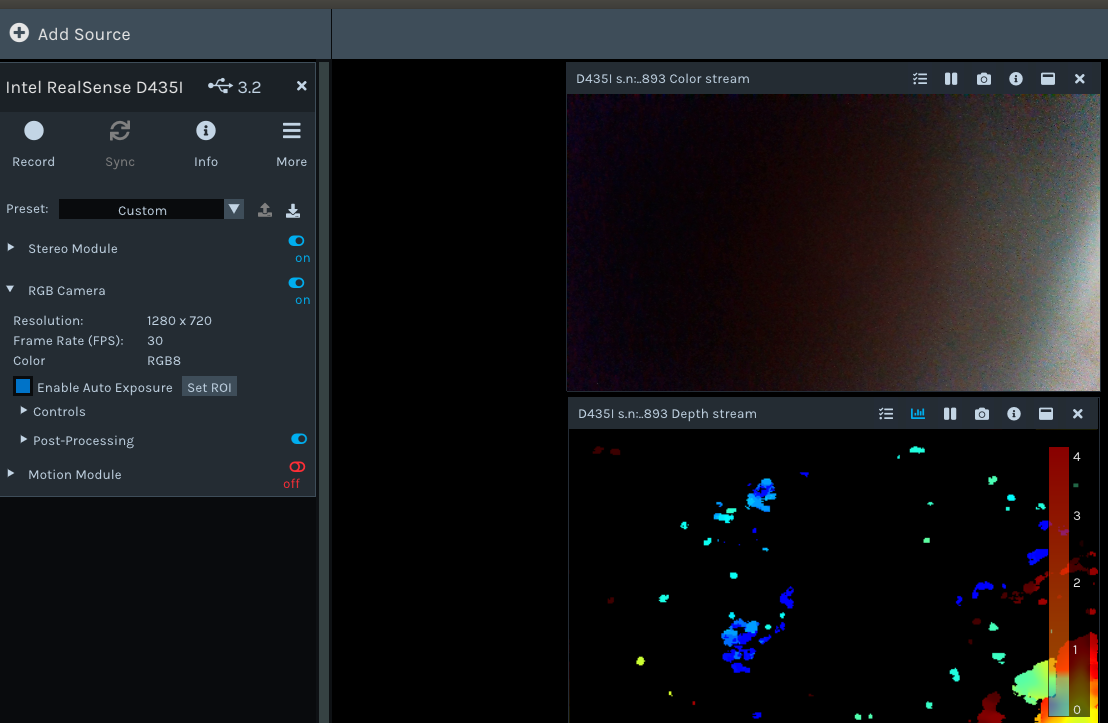 Add Source
Intel RealSense D435I 3.2
Record Sync Info More
Preset: Custom
Stereo Module on
RGB Camera on
Resolution: 1280 x 720
Frame Rate (FPS): 30
Color RGB8
Enable Auto Exposure Set ROI
Controls
Post-Processing
Motion Module off
D435I s.n:..893 Color stream
D435I s.n:..893 Depth stream
4
3
2
1
0